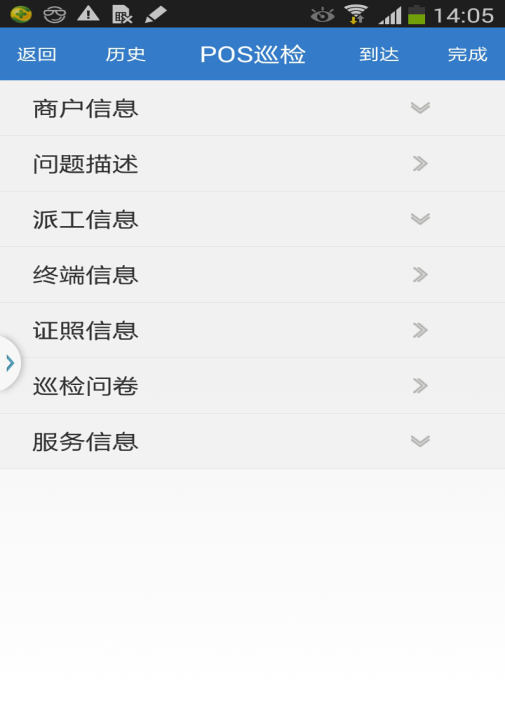 14:05
返回 历史 POS巡检 到达 完成
商户信息
问题描述
派工信息
终端信息
证照信息
巡检问卷
服务信息